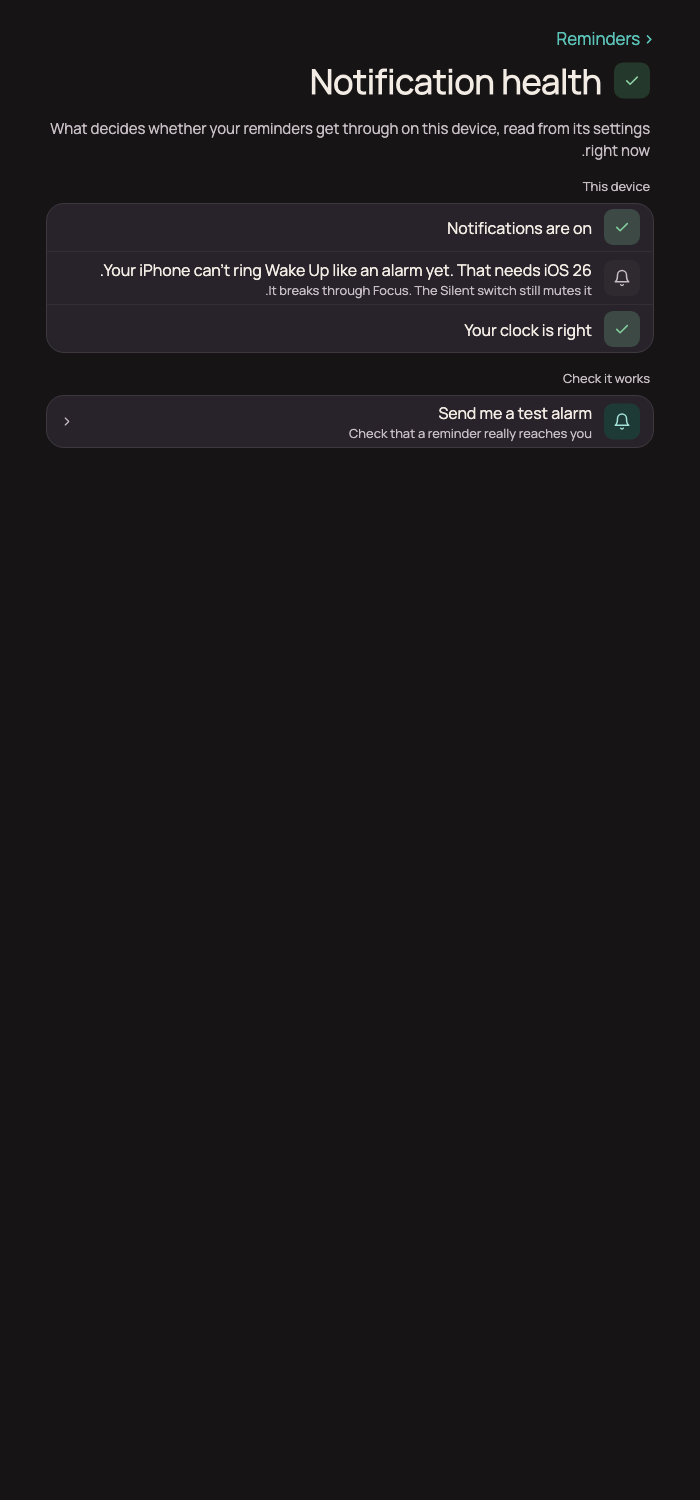 Reminders
Notification health
What decides whether your reminders get through on this device, read from its settings
right now.
This device
Notifications are on
Your iPhone can't ring Wake Up like an alarm yet. That needs iOS 26.
It breaks through Focus. The Silent switch still mutes it.
Your clock is right
Check it works
Send me a test alarm
Check that a reminder really reaches you